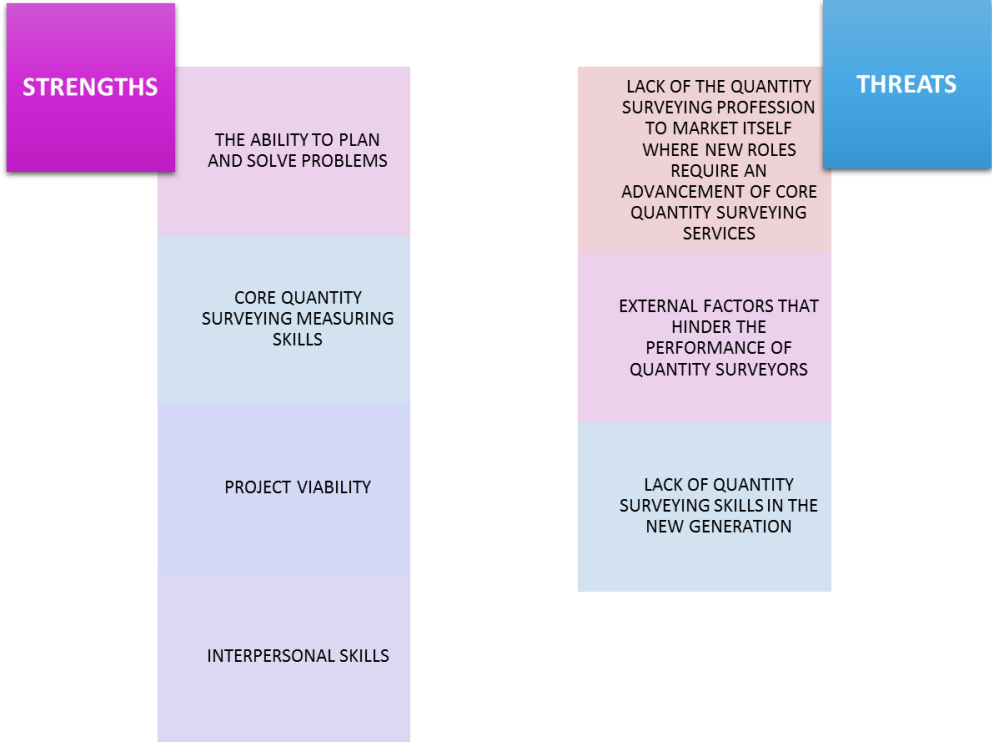 STRENGTHS
THE ABILITY TO PLAN
AND SOLVE PROBLEMS
CORE QUANTITY
SURVEYING MEASURING
SKILLS
PROJECT VIABILITY
INTERPERSONAL SKILLS
THREATS
LACK OF THE QUANTITY
SURVEYING PROFESSION
TO MARKET ITSELF
WHERE NEW ROLES
REQUIRE AN
ADVANCEMENT OF CORE
QUANTITY SURVEYING
SERVICES
EXTERNAL FACTORS THAT
HINDER THE
PERFORMANCE OF
QUANTITY SURVEYORS
LACK OF QUANTITY
SURVEYING SKILLS IN THE
NEW GENERATION